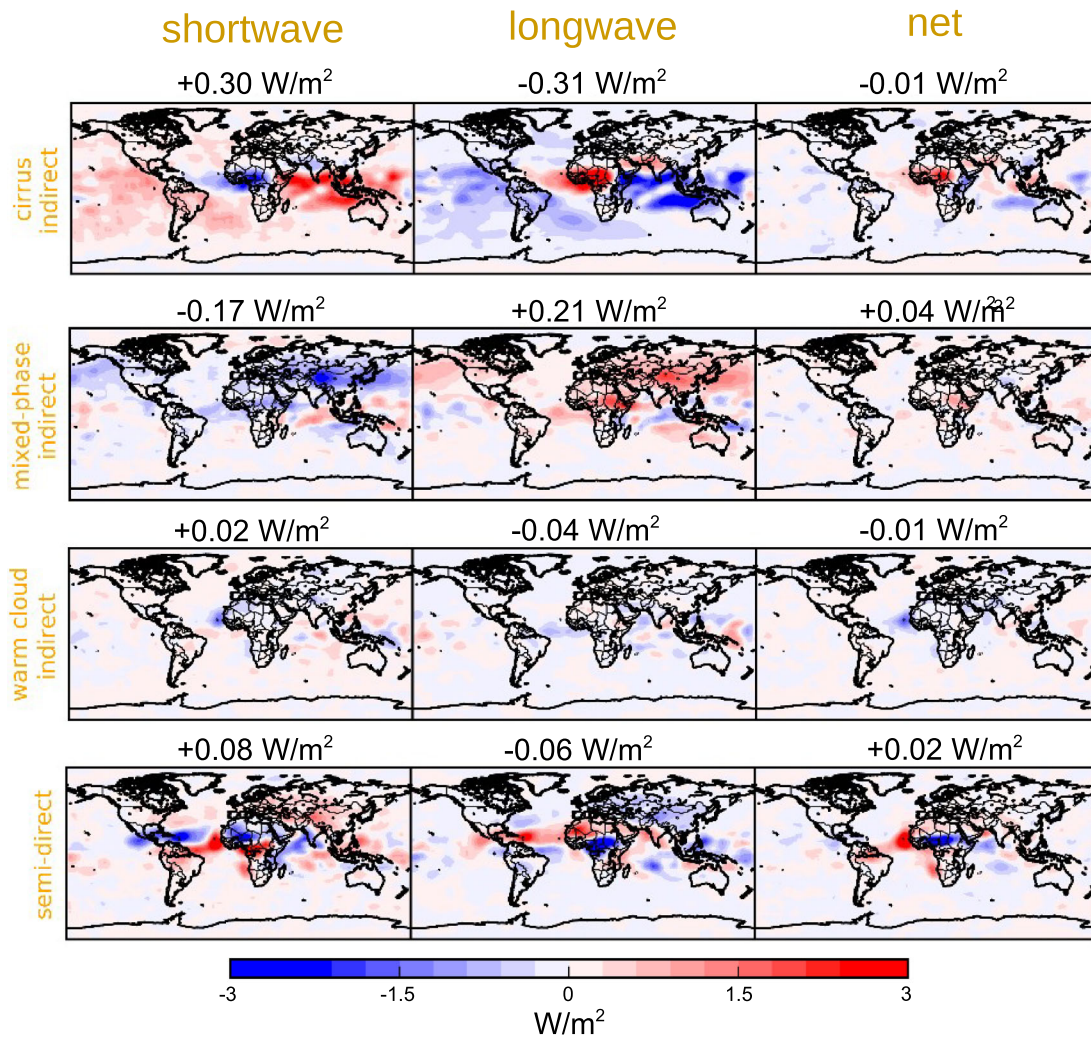 shortwave longwave net
+0.30 W/m² -0.31 W/m² -0.01 W/m²
cirrus
indirect
-0.17 W/m² +0.21 W/m² +0.04 W/m²
mixed-phase
indirect
+0.02 W/m² -0.04 W/m² -0.01 W/m²
warm cloud
indirect
+0.08 W/m² -0.06 W/m² +0.02 W/m²
semi-direct
-3 -1.5 0 1.5 3
W/m²